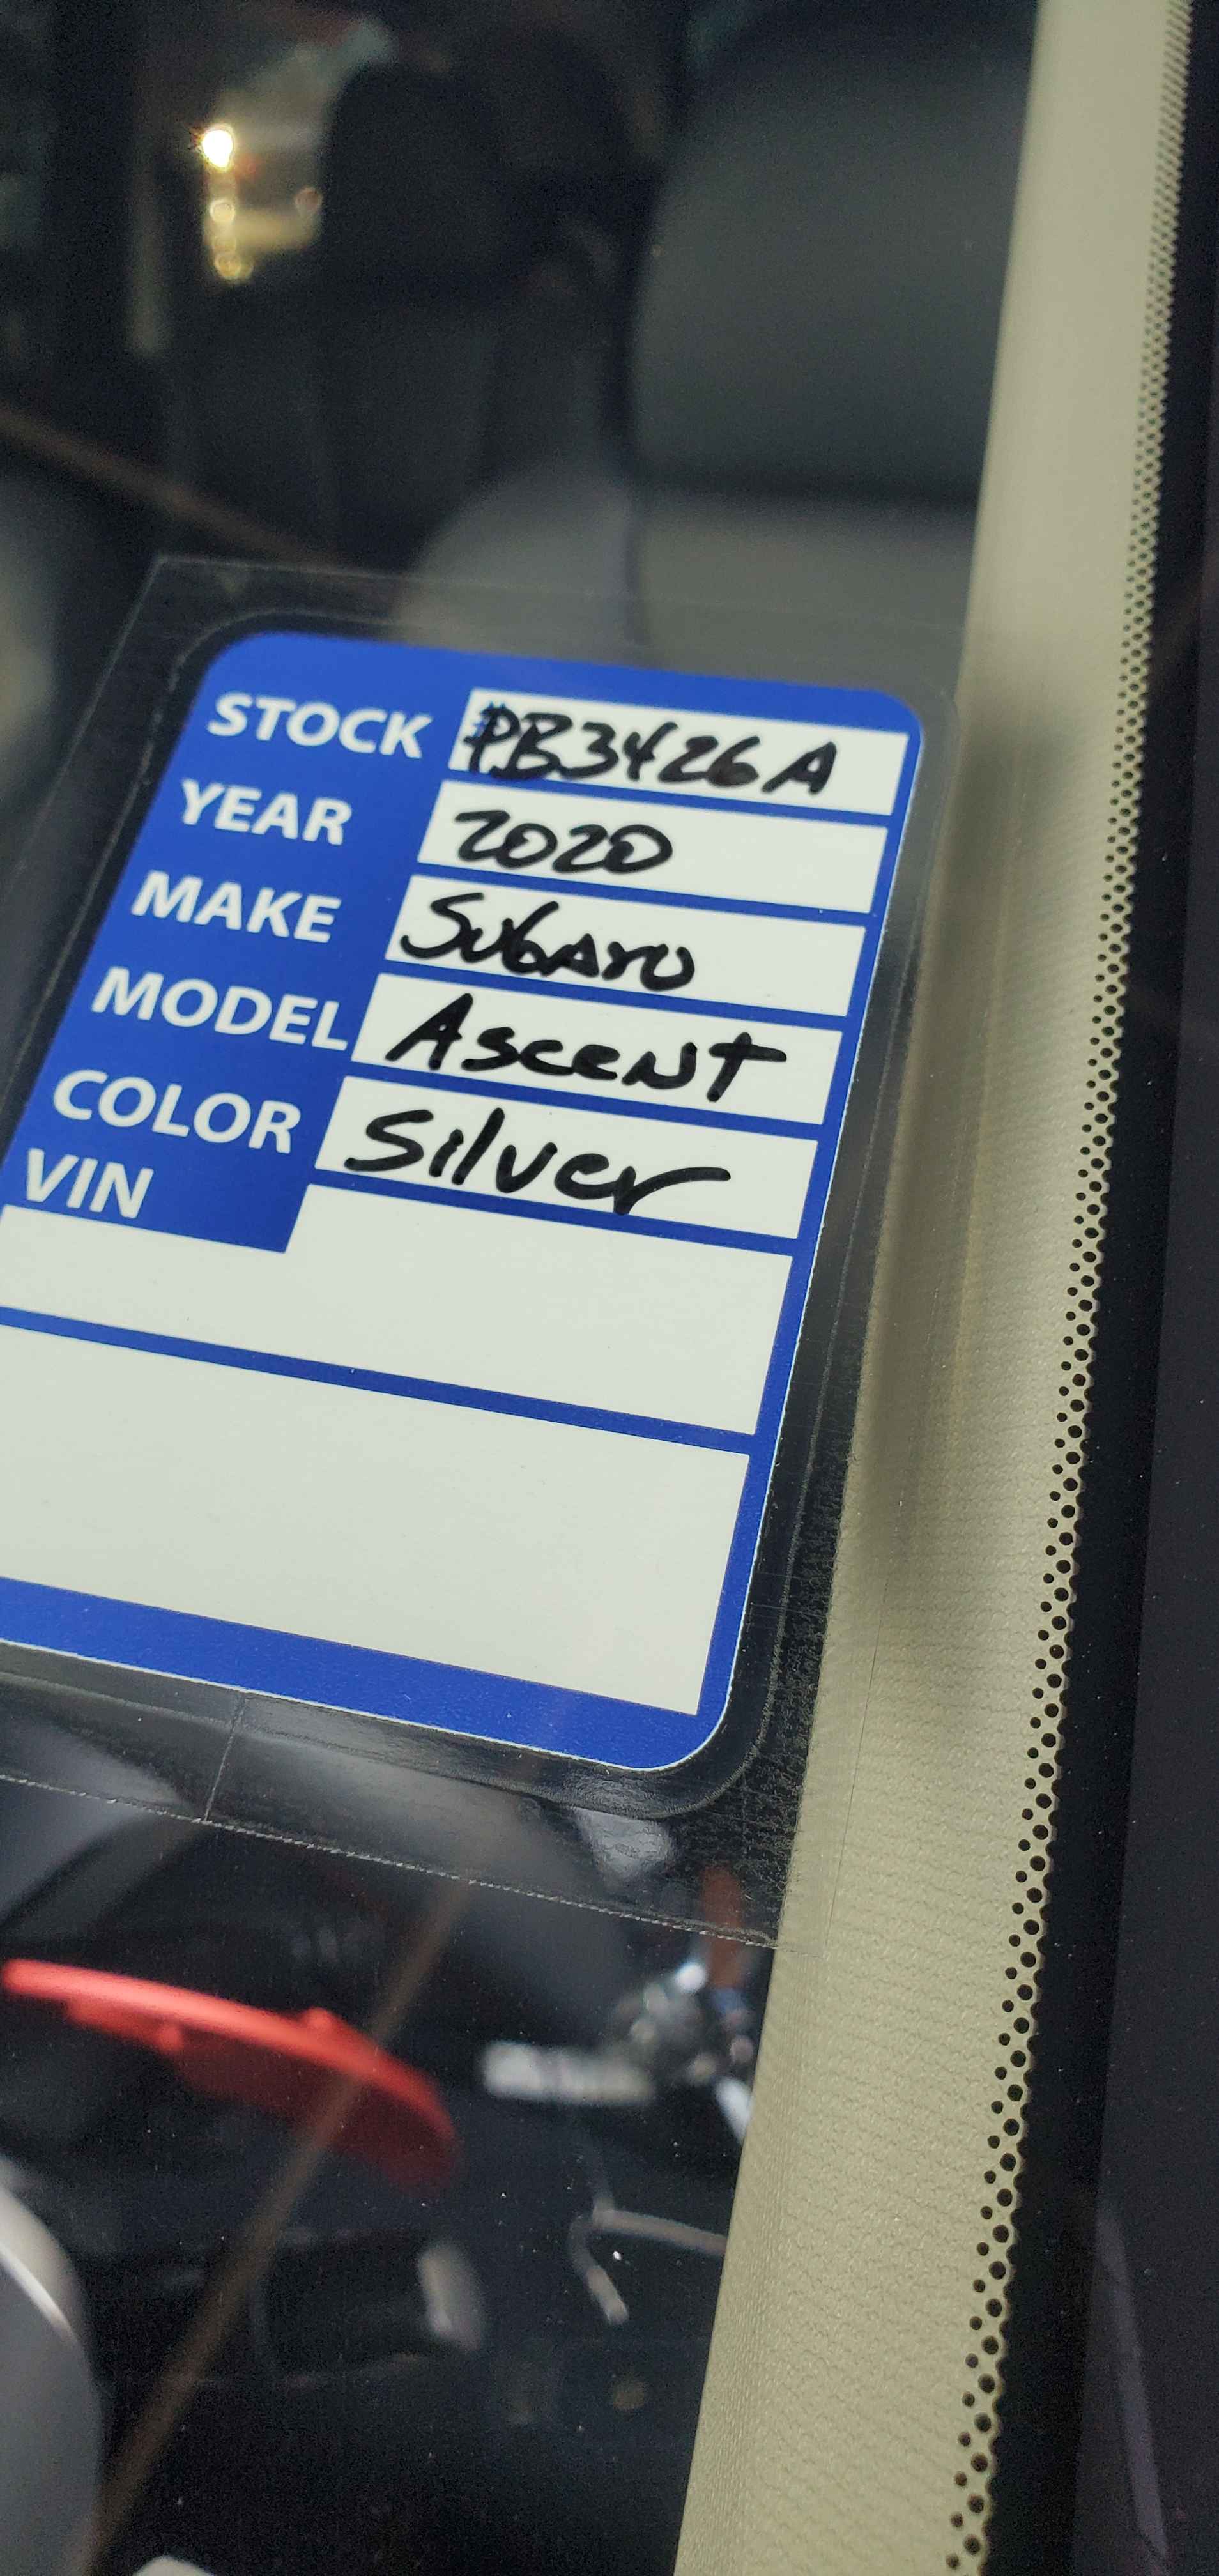 STOCK PB3426A
YEAR 2020
MAKE Subaru
MODEL Ascent
COLOR Silver
VIN